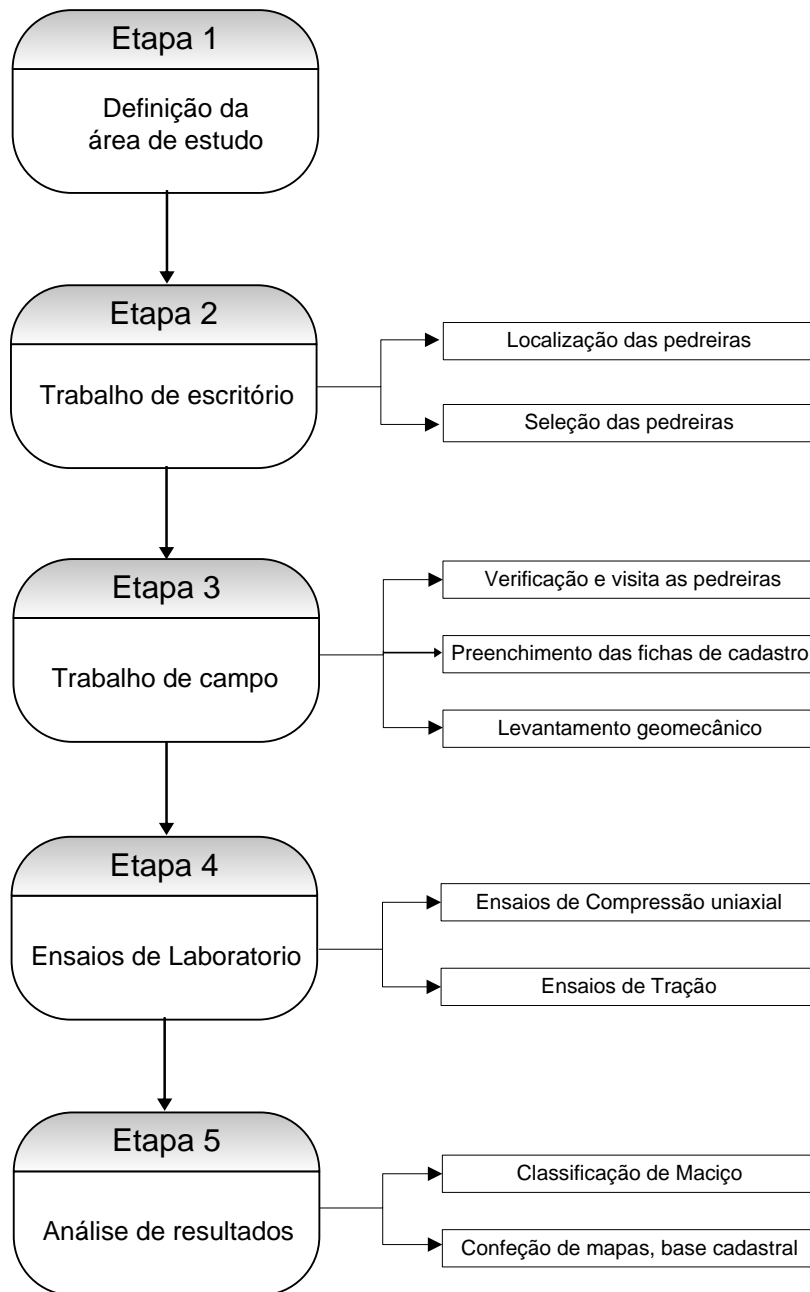 Etapa 1
Definição da
área de estudo
Etapa 2
Trabalho de escritório
Localização das pedreiras
Seleção das pedreiras
Etapa 3
Trabalho de campo
Verificação e visita as pedreiras
Preenchimento das fichas de cadastro
Levantamento geomecânico
Etapa 4
Ensaios de Laboratorio
Ensaios de Compressão uniaxial
Ensaios de Tração
Etapa 5
Análise de resultados
Classificação de Maciço
Confeção de mapas, base cadastral